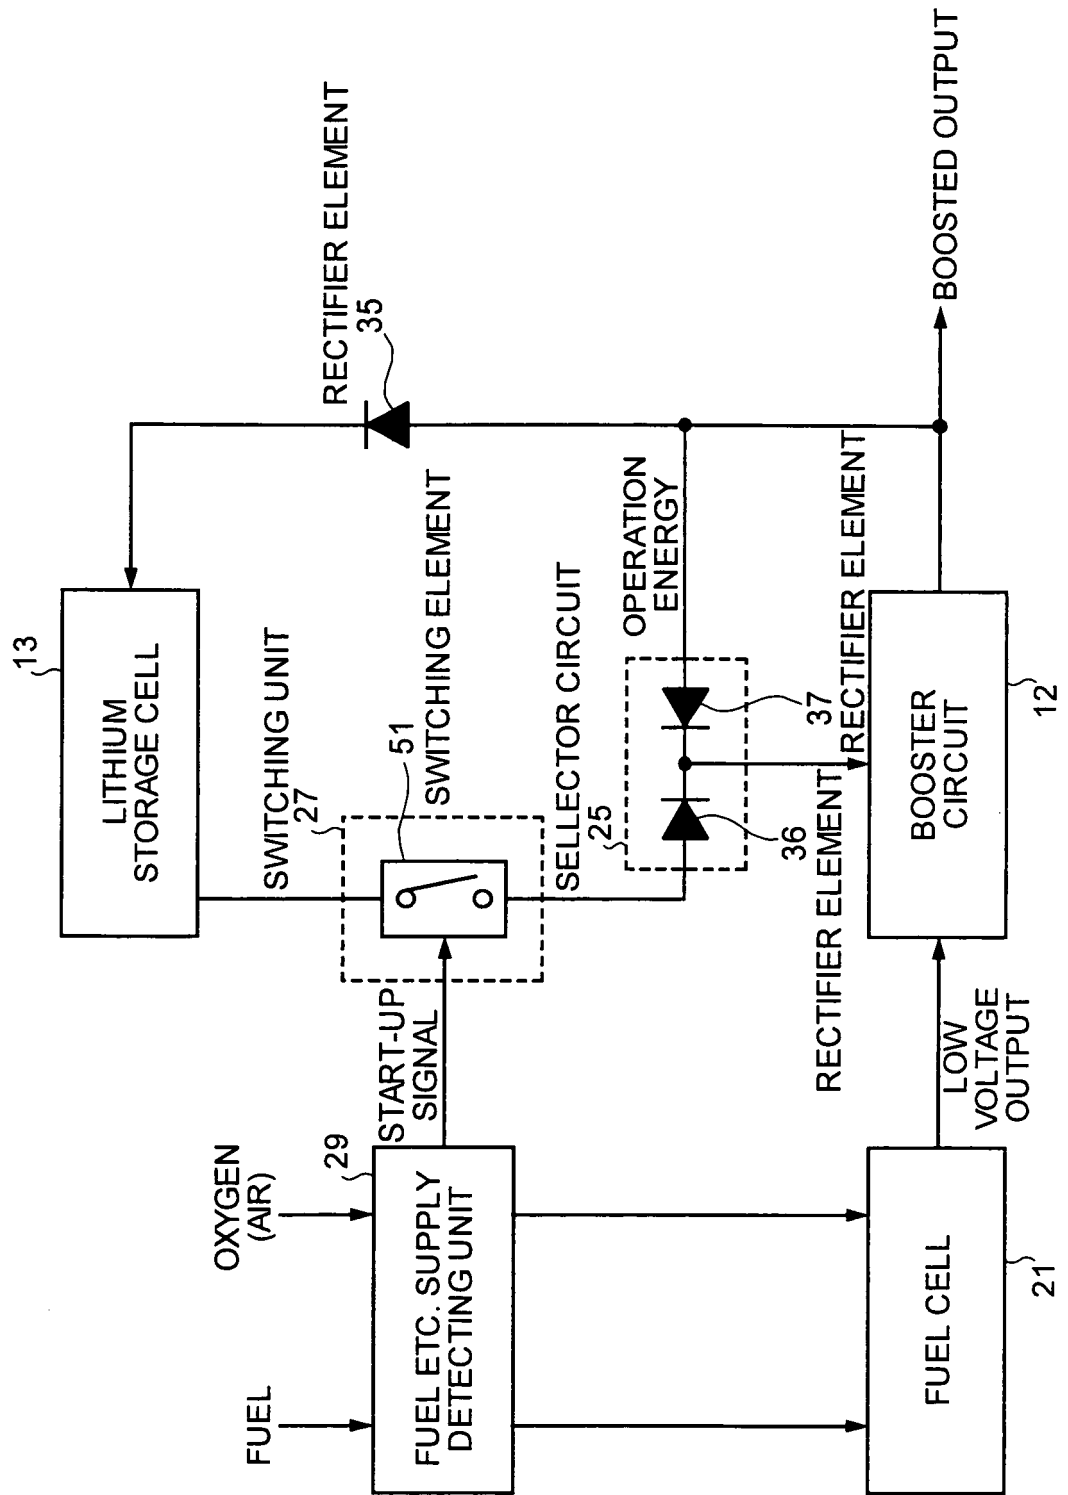 13
LITHIUM
STORAGE CELL
RECTIFIER ELEMENT
35
SWITCHING UNIT
27
51
SWITCHING ELEMENT
OXYGEN
(AIR)
FUEL
29
FUEL ETC. SUPPLY
DETECTING UNIT
START-UP
SIGNAL
SELLECTOR CIRCUIT
25
OPERATION
ENERGY
36
37
RECTIFIER ELEMENT
RECTIFIER ELEMENT
FUEL CELL
21
LOW
VOLTAGE
OUTPUT
BOOSTER
CIRCUIT
12
BOOSTED OUTPUT